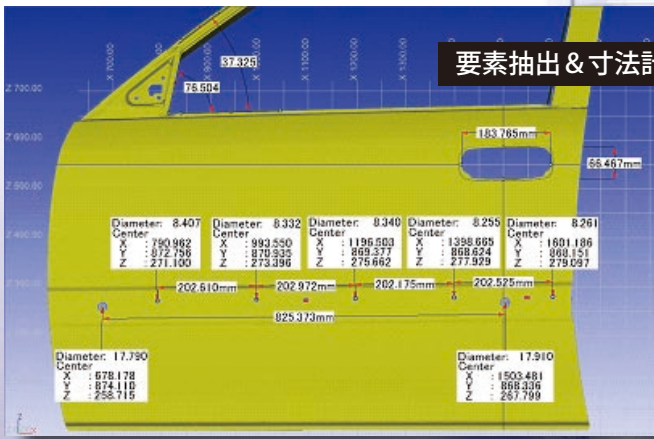 要素抽出&寸法計
37.325
76.504
Z 700.00
183.765mm
66.467mm
Diameter: 8.407
Center
X : 790.962
Y : 872.756
Z : 271.100
Diameter: 8.332
Center
X : 993.550
Y : 870.935
Z : 273.396
Diameter: 8.340
Center
X : 1196.503
Y : 869.377
Z : 275.662
Diameter: 8.255
Center
X : 1398.665
Y : 868.624
Z : 277.929
Diameter: 8.261
Center
X : 1601.186
Y : 868.151
Z : 279.097
202.610mm
202.972mm
202.175mm
202.525mm
825.373mm
Diameter: 17.790
Center
X : 678.178
Y : 874.110
Z : 258.715
Diameter: 17.910
Center
X : 1503.481
Y : 868.336
Z : 267.799